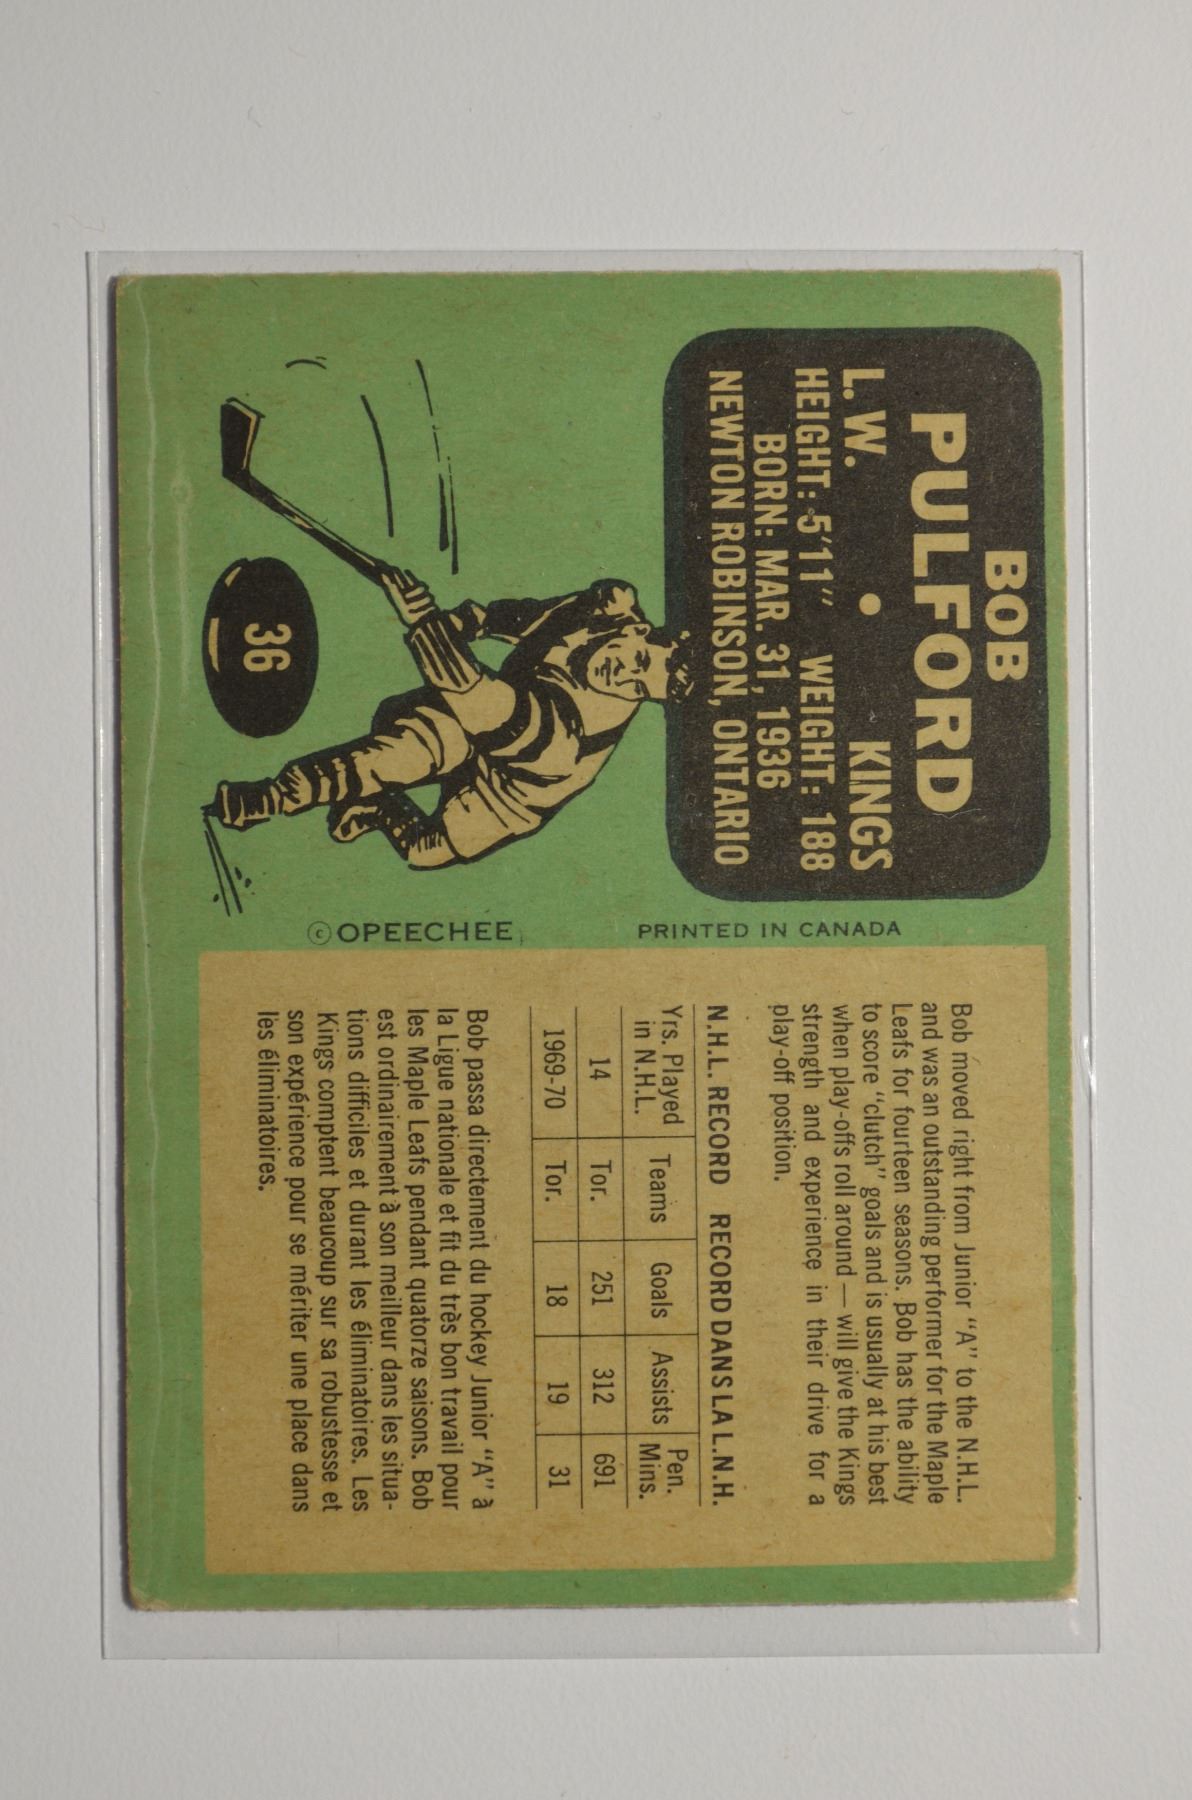 BOB
PULFORD
L. W. • KINGS
HEIGHT: 5'11" WEIGHT: 188
BORN: MAR. 31, 1936
NEWTON ROBINSON, ONTARIO
36
© OPEECHEE PRINTED IN CANADA
Bob moved right from Junior "A" to the N.H.L.
and was an outstanding performer for the Maple
Leafs for fourteen seasons. Bob has the ability
to score "clutch" goals and is usually at his best
when play-offs roll around — will give the Kings
strength and experience in their drive for a
play-off position.
N.H.L. RECORD RECORD DANS LA L.N.H.
Yrs. Played in N.H.L. Teams Goals Assists Pen. Mins.
14 Tor. 251 312 691
1969-70 Tor. 18 19 31
Bob passa directement du hockey Junior "A" à
la Ligue nationale et fit du très bon travail pour
les Maple Leafs pendant quatorze saisons. Bob
est ordinairement à son meilleur dans les situa-
tions difficiles et durant les éliminatoires. Les
Kings comptent beaucoup sur sa robustesse et
son expérience pour se mériter une place dans
les éliminatoires.